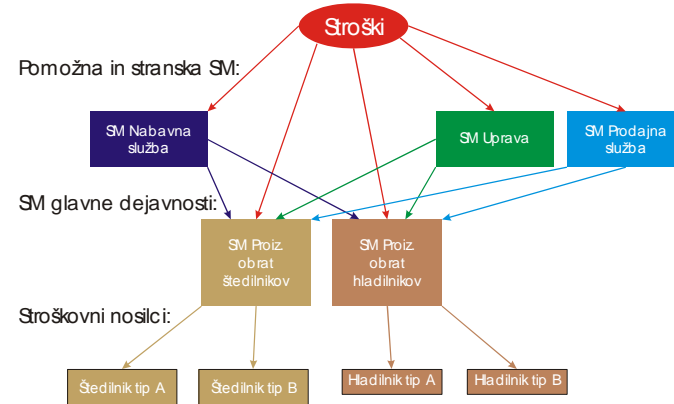 Stroški
Pomožna in stranska SM:
SM Nabavna
služba
SM Uprava
SM Prodajna
služba
SM glavne dejavnosti:
SM Proiz.
obrat
štedilnikov
SM Proiz.
obrat
hladilnikov
Stroškovni nosilci:
Štedilnik tip A
Štedilnik tip B
Hladilnik tip A
Hladilnik tip B